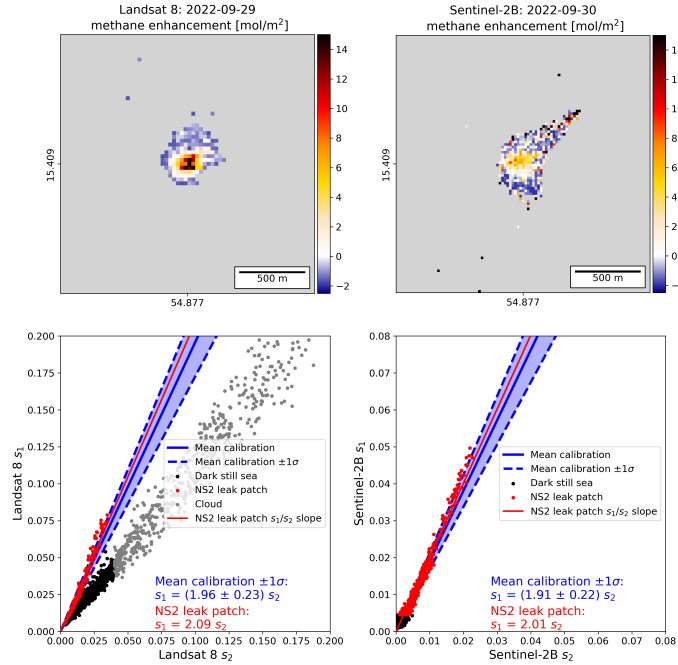 Landsat 8: 2022-09-29
methane enhancement [mol/m²]
14
12
10
8
6
4
2
0
−2
15.409
500 m
54.877
Sentinel-2B: 2022-09-30
methane enhancement [mol/m²]
14
12
10
8
6
4
2
0
−2
15.409
500 m
54.877
0.200
0.175
0.150
0.125
0.100
0.075
0.050
0.025
0.000
Landsat 8 s₁
Mean calibration
Mean calibration ±1σ
Dark still sea
NS2 leak patch
Cloud
NS2 leak patch s₁/s₂ slope
Mean calibration ±1σ:
s₁ = (1.96 ± 0.23) s₂
NS2 leak patch:
s₁ = 2.09 s₂
0.000 0.025 0.050 0.075 0.100 0.125 0.150 0.175 0.200
Landsat 8 s₂
0.08
0.07
0.06
0.05
0.04
0.03
0.02
0.01
0.00
Sentinel-2B s₁
Mean calibration
Mean calibration ±1σ
Dark still sea
NS2 leak patch
NS2 leak patch s₁/s₂ slope
Mean calibration ±1σ:
s₁ = (1.91 ± 0.22) s₂
NS2 leak patch:
s₁ = 2.01 s₂
0.00 0.01 0.02 0.03 0.04 0.05 0.06 0.07 0.08
Sentinel-2B s₂